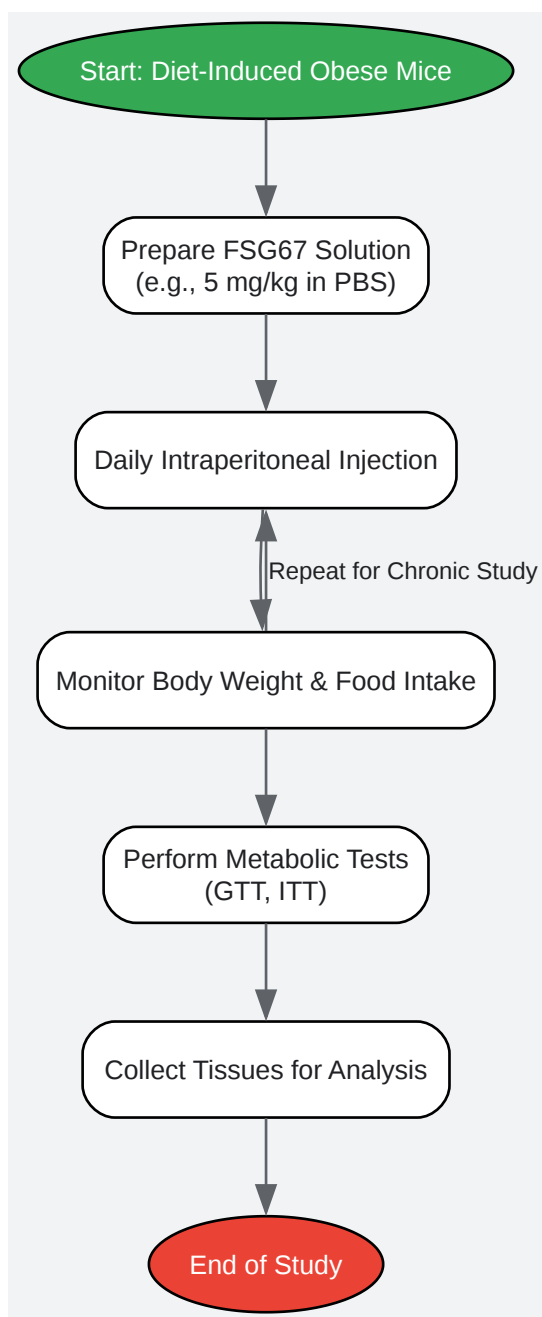 Start: Diet-Induced Obese Mice
Prepare FSG67 Solution
(e.g., 5 mg/kg in PBS)
Daily Intraperitoneal Injection
Repeat for Chronic Study
Monitor Body Weight & Food Intake
Perform Metabolic Tests
(GTT, ITT)
Collect Tissues for Analysis
End of Study